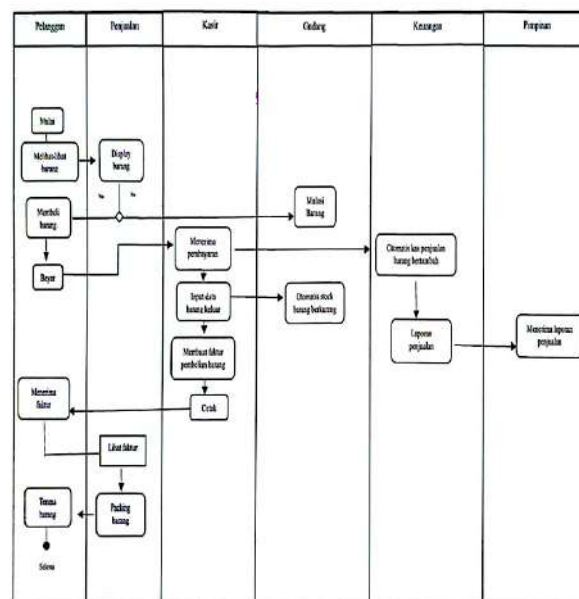 Pelanggan
Penjualan
Kasir
Gudang
Keuangan
Pimpinan
Mulai
Melihat-lihat
barang
Display
barang
Membeli
barang
Mutasi
Barang
Bayar
Menerima
pembayaran
Otomatis kas penjualan
barang bertambah
Input data
barang keluar
Otomatis stock
barang berkurang
Laporan
penjualan
Menerima laporan
penjualan
Membuat faktur
pembelian barang
Menerima
faktur
Cetak
Lihat faktur
Terima
barang
Packing
barang
Selesai